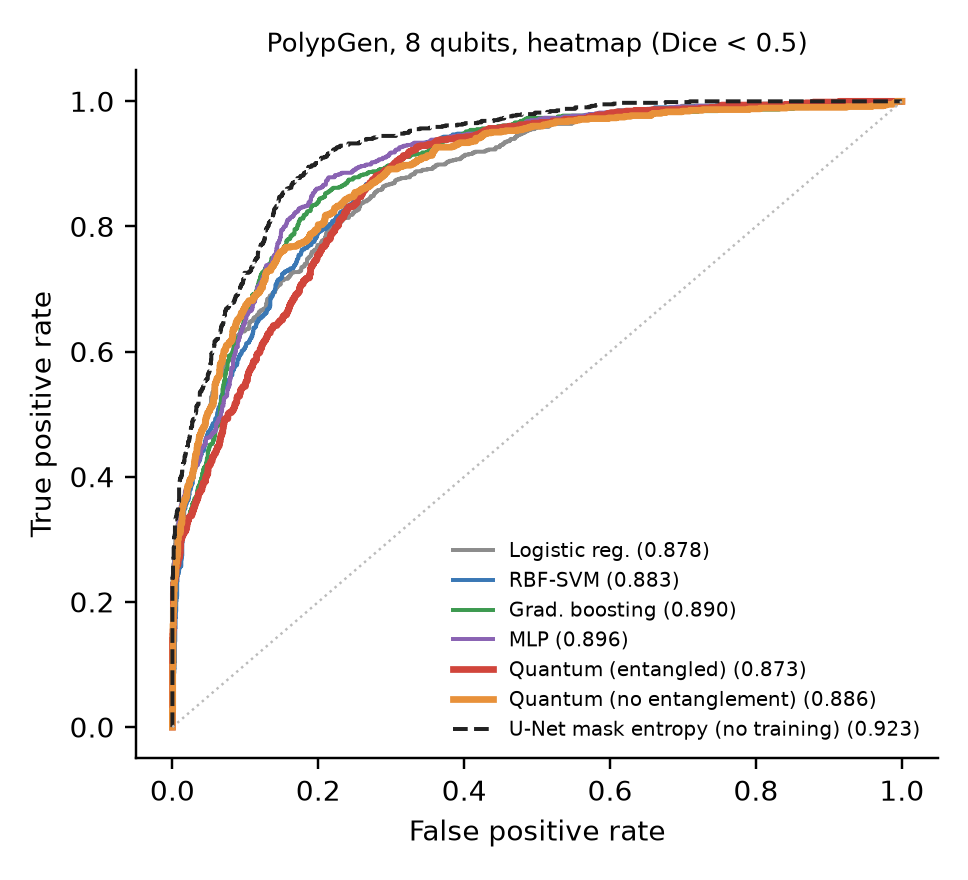 PolypGen, 8 qubits, heatmap (Dice < 0.5)
True positive rate
1.0
0.8
0.6
0.4
0.2
0.0
Logistic reg. (0.878)
RBF-SVM (0.883)
Grad. boosting (0.890)
MLP (0.896)
Quantum (entangled) (0.873)
Quantum (no entanglement) (0.886)
U-Net mask entropy (no training) (0.923)
0.0 0.2 0.4 0.6 0.8 1.0
False positive rate